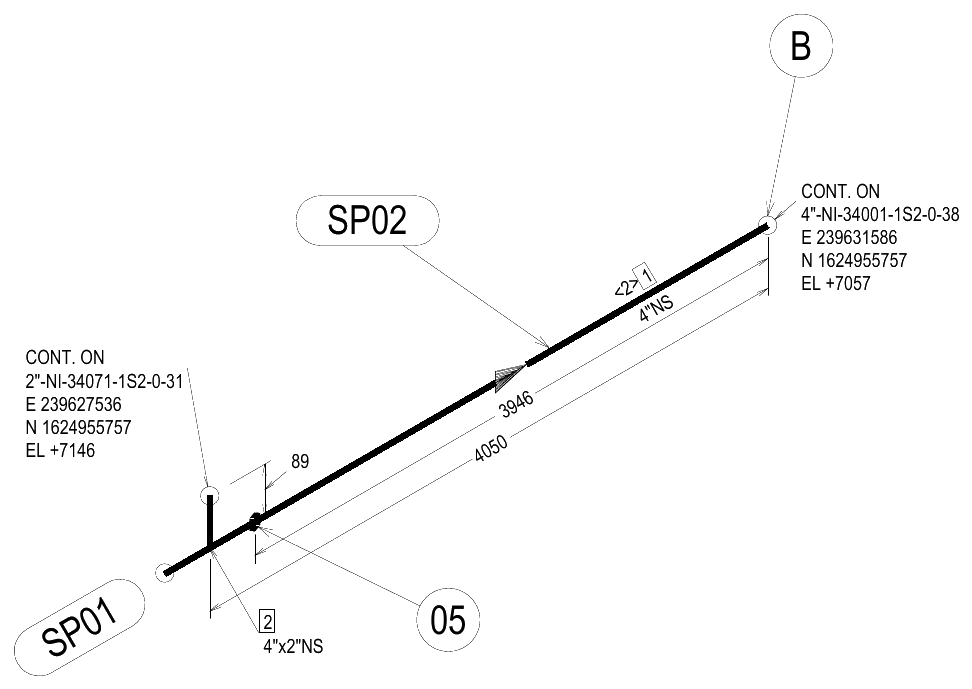 B
CONT. ON
4"-NI-34001-1S2-0-38
E 239631586
N 1624955757
EL +7057
SP02
<2> 1
4"NS
CONT. ON
2"-NI-34071-1S2-0-31
E 239627536
N 1624955757
EL +7146
3946
4050
89
SP01
2
4"x2"NS
05